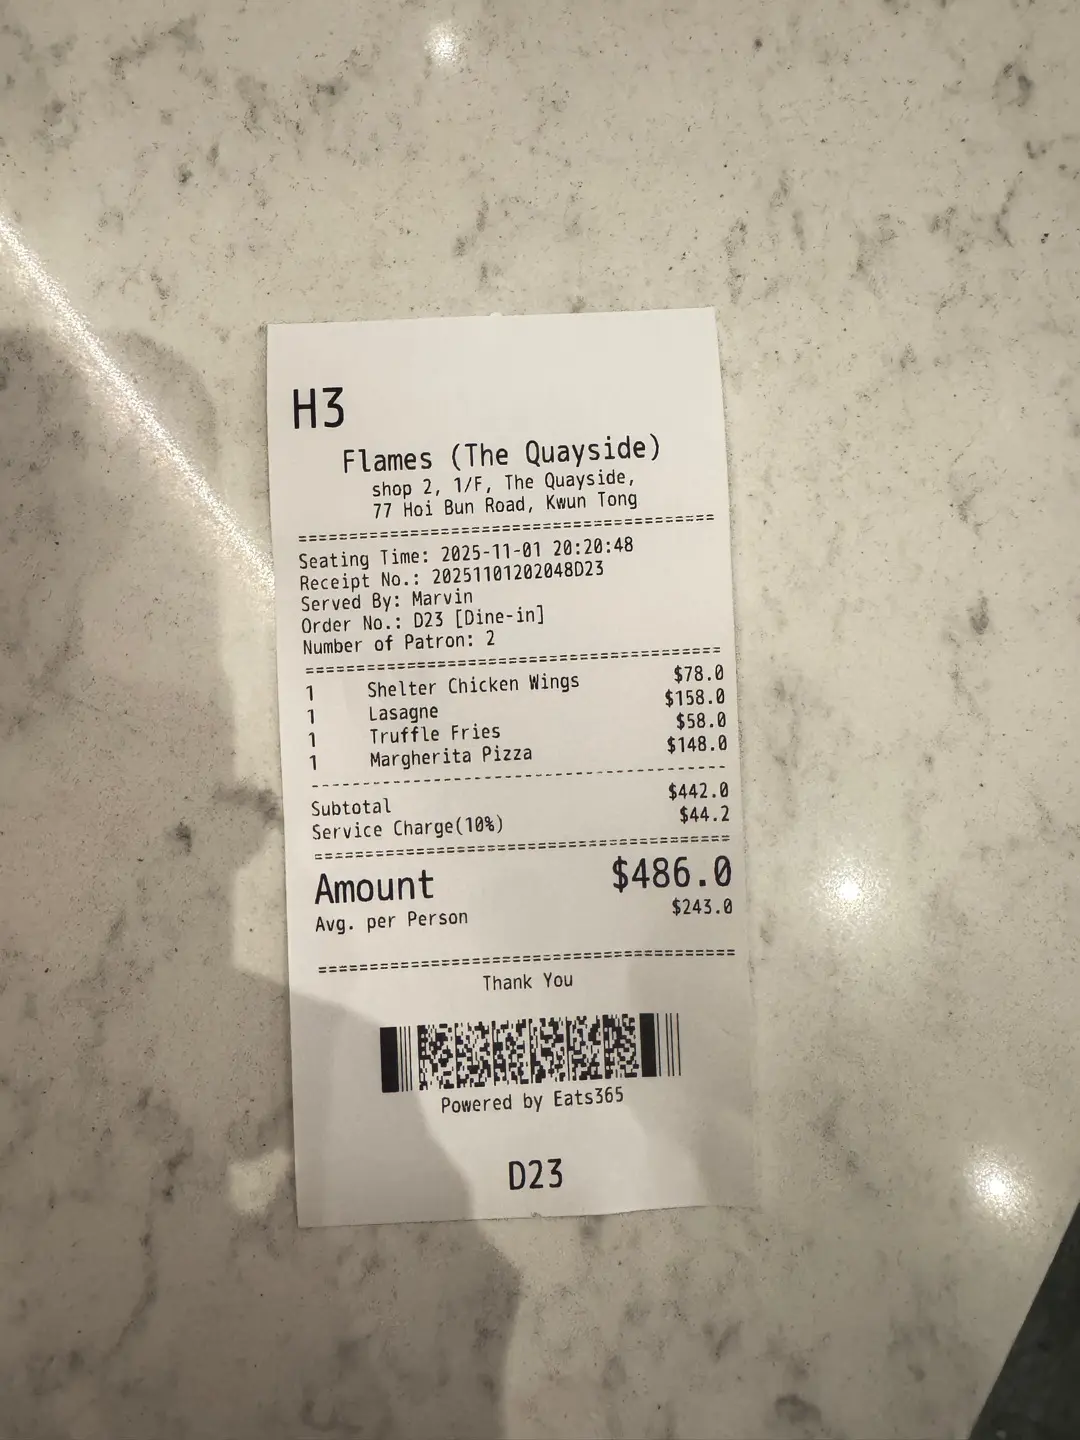 H3
Flames (The Quayside)
shop 2, 1/F, The Quayside,
77 Hoi Bun Road, Kwun Tong
========================================
Seating Time: 2025-11-01 20:20:48
Receipt No.: 20251101202048D23
Served By: Marvin
Order No.: D23 [Dine-in]
Number of Patron: 2
========================================
1 Shelter Chicken Wings $78.0
1 Lasagne $158.0
1 Truffle Fries $58.0
1 Margherita Pizza $148.0
----------------------------------------
Subtotal $442.0
Service Charge(10%) $44.2
========================================
Amount $486.0
Avg. per Person $243.0
========================================
Thank You
Powered by Eats365
D23